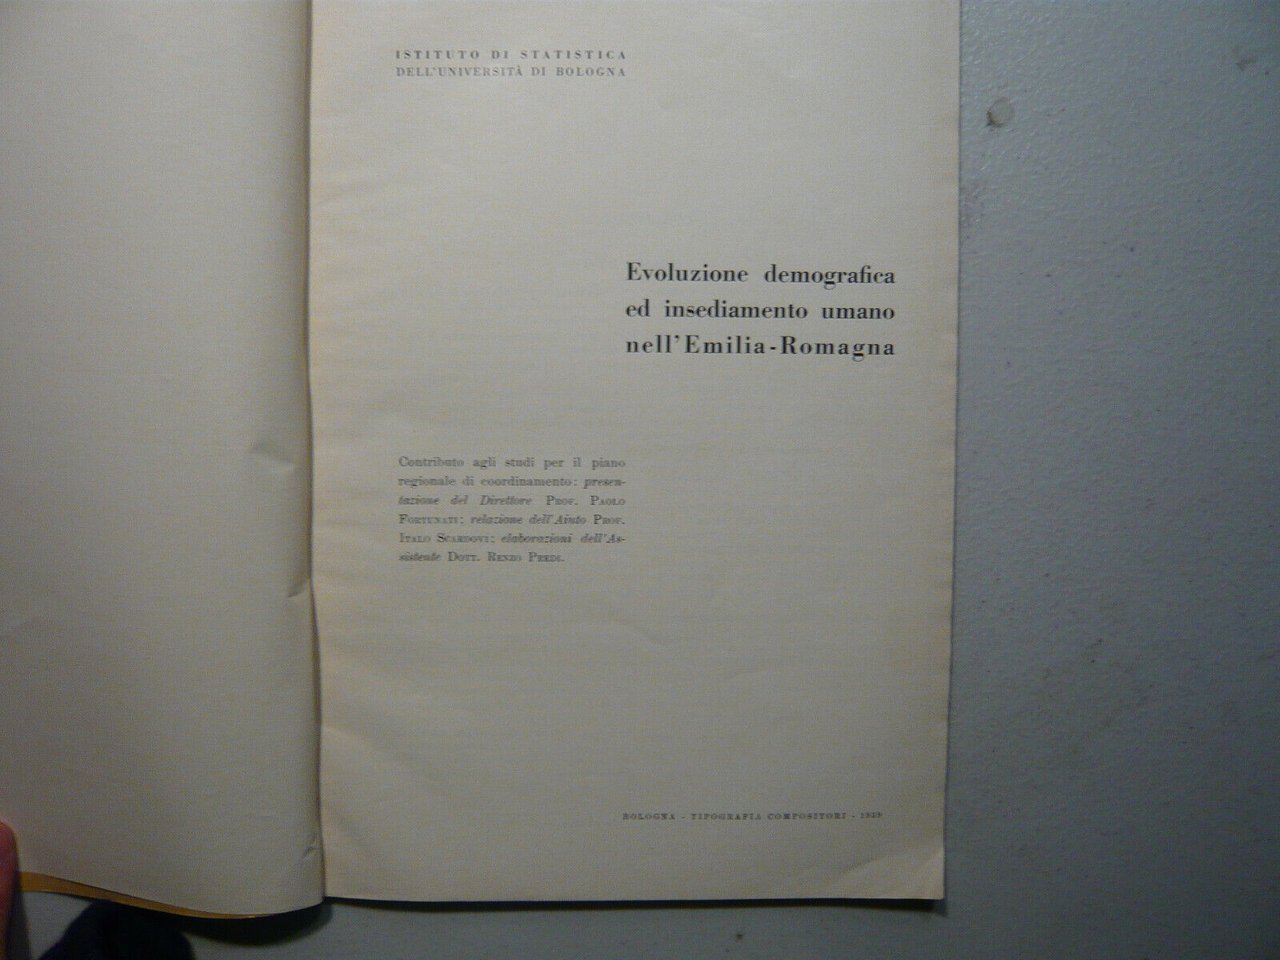 ISTITUTO DI STATISTICA
DELL'UNIVERSITÀ DI BOLOGNA
Evoluzione demografica
ed insediamento umano
nell'Emilia-Romagna
Contributo agli studi per il piano
regionale di coordinamento: presen-
tazione del Direttore PROF. PAOLO
FORTUNATI; relazione dell'Aiuto PROF.
ITALO SCARDOVI; elaborazioni dell'As-
sistente DOTT. RENZO PREDI.
BOLOGNA - TIPOGRAFIA COMPOSITORI - 1959